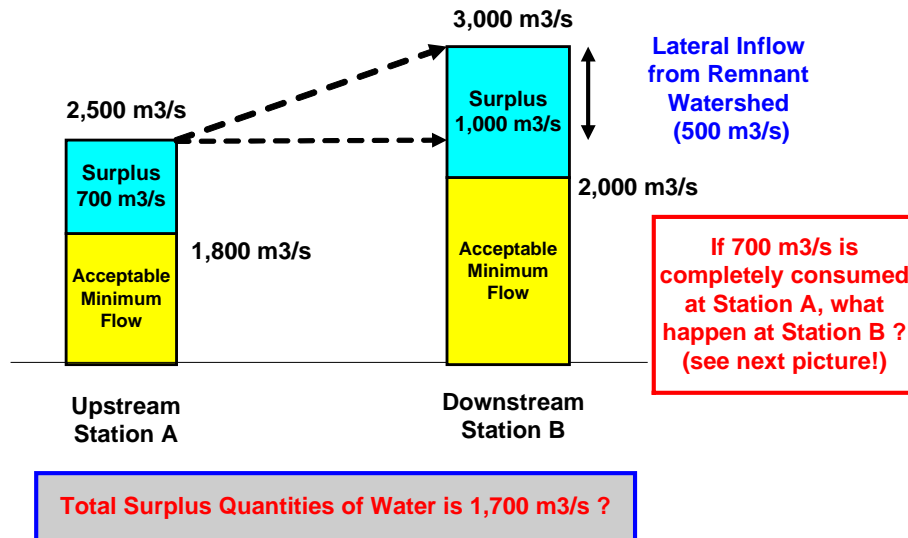 3,000 m3/s
Lateral Inflow
from Remnant
Watershed
(500 m3/s)
2,500 m3/s
Surplus
1,000 m3/s
Surplus
700 m3/s
2,000 m3/s
1,800 m3/s
Acceptable
Minimum
Flow
Acceptable
Minimum
Flow
If 700 m3/s is
completely consumed
at Station A, what
happen at Station B ?
(see next picture!)
Upstream
Station A
Downstream
Station B
Total Surplus Quantities of Water is 1,700 m3/s ?